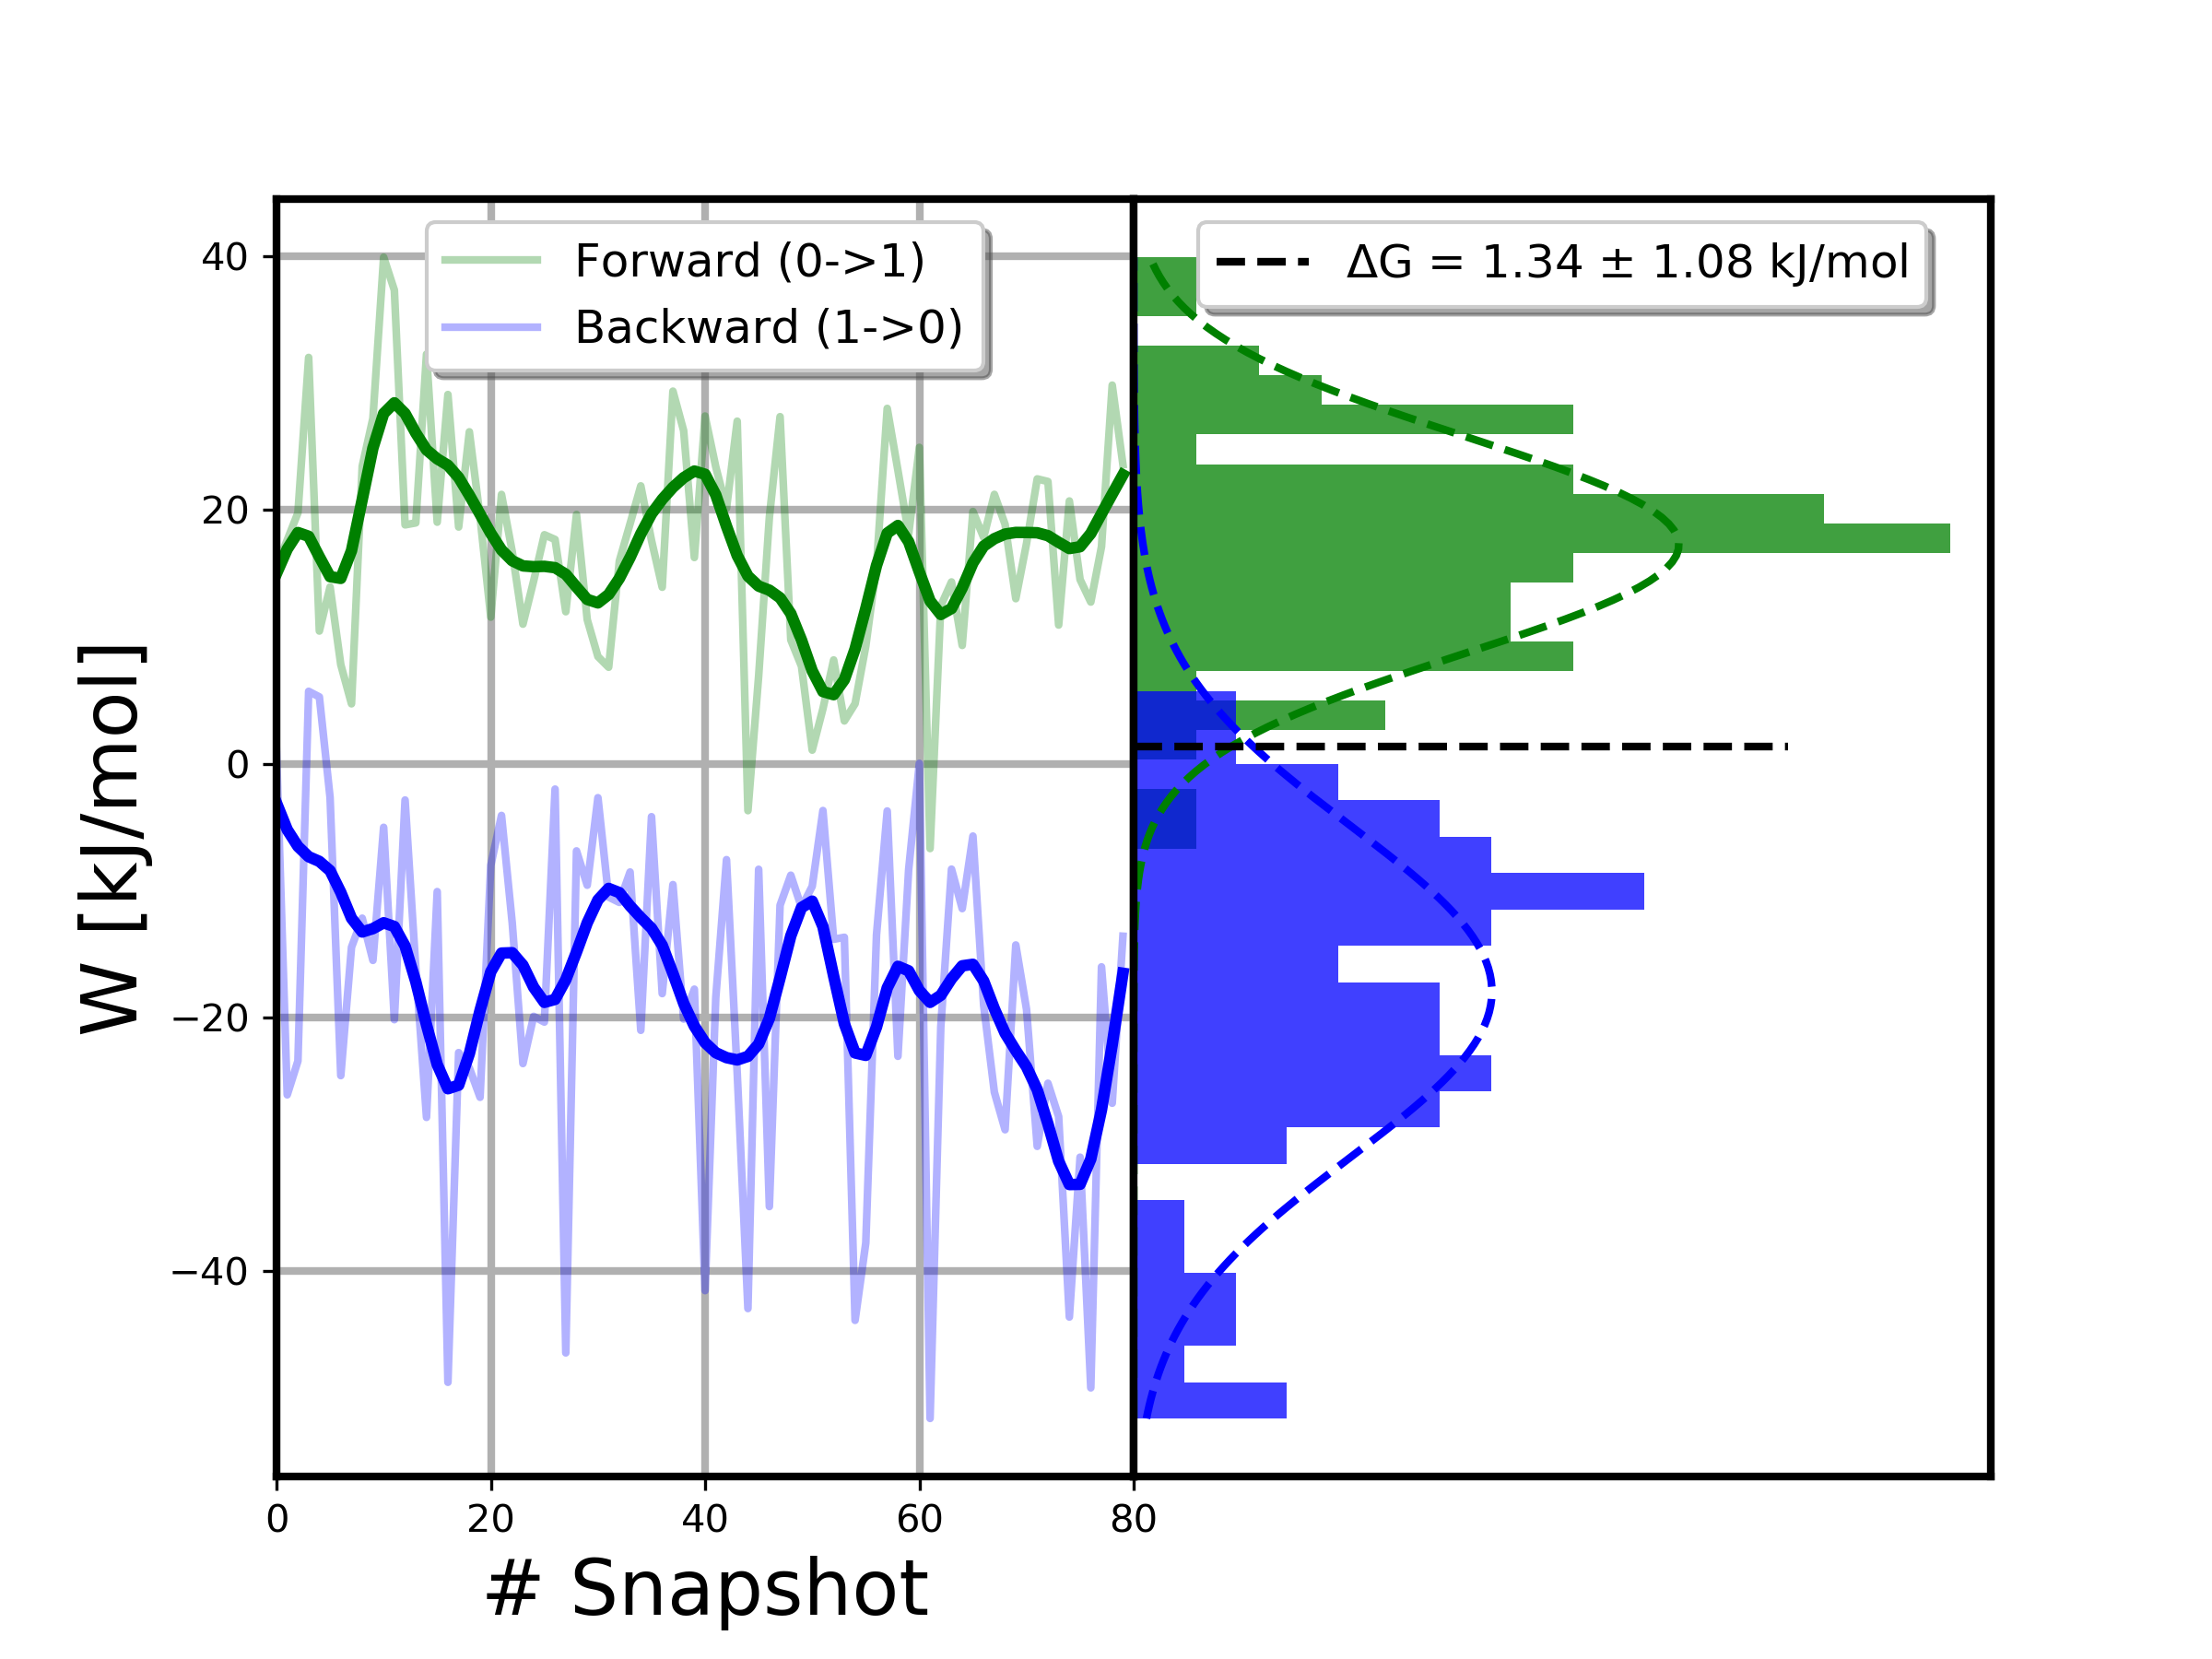 Forward (0->1)
Backward (1->0)
ΔG = 1.34 ± 1.08 kJ/mol
W [kJ/mol]
40
20
0
−20
−40
0 20 40 60 80
# Snapshot